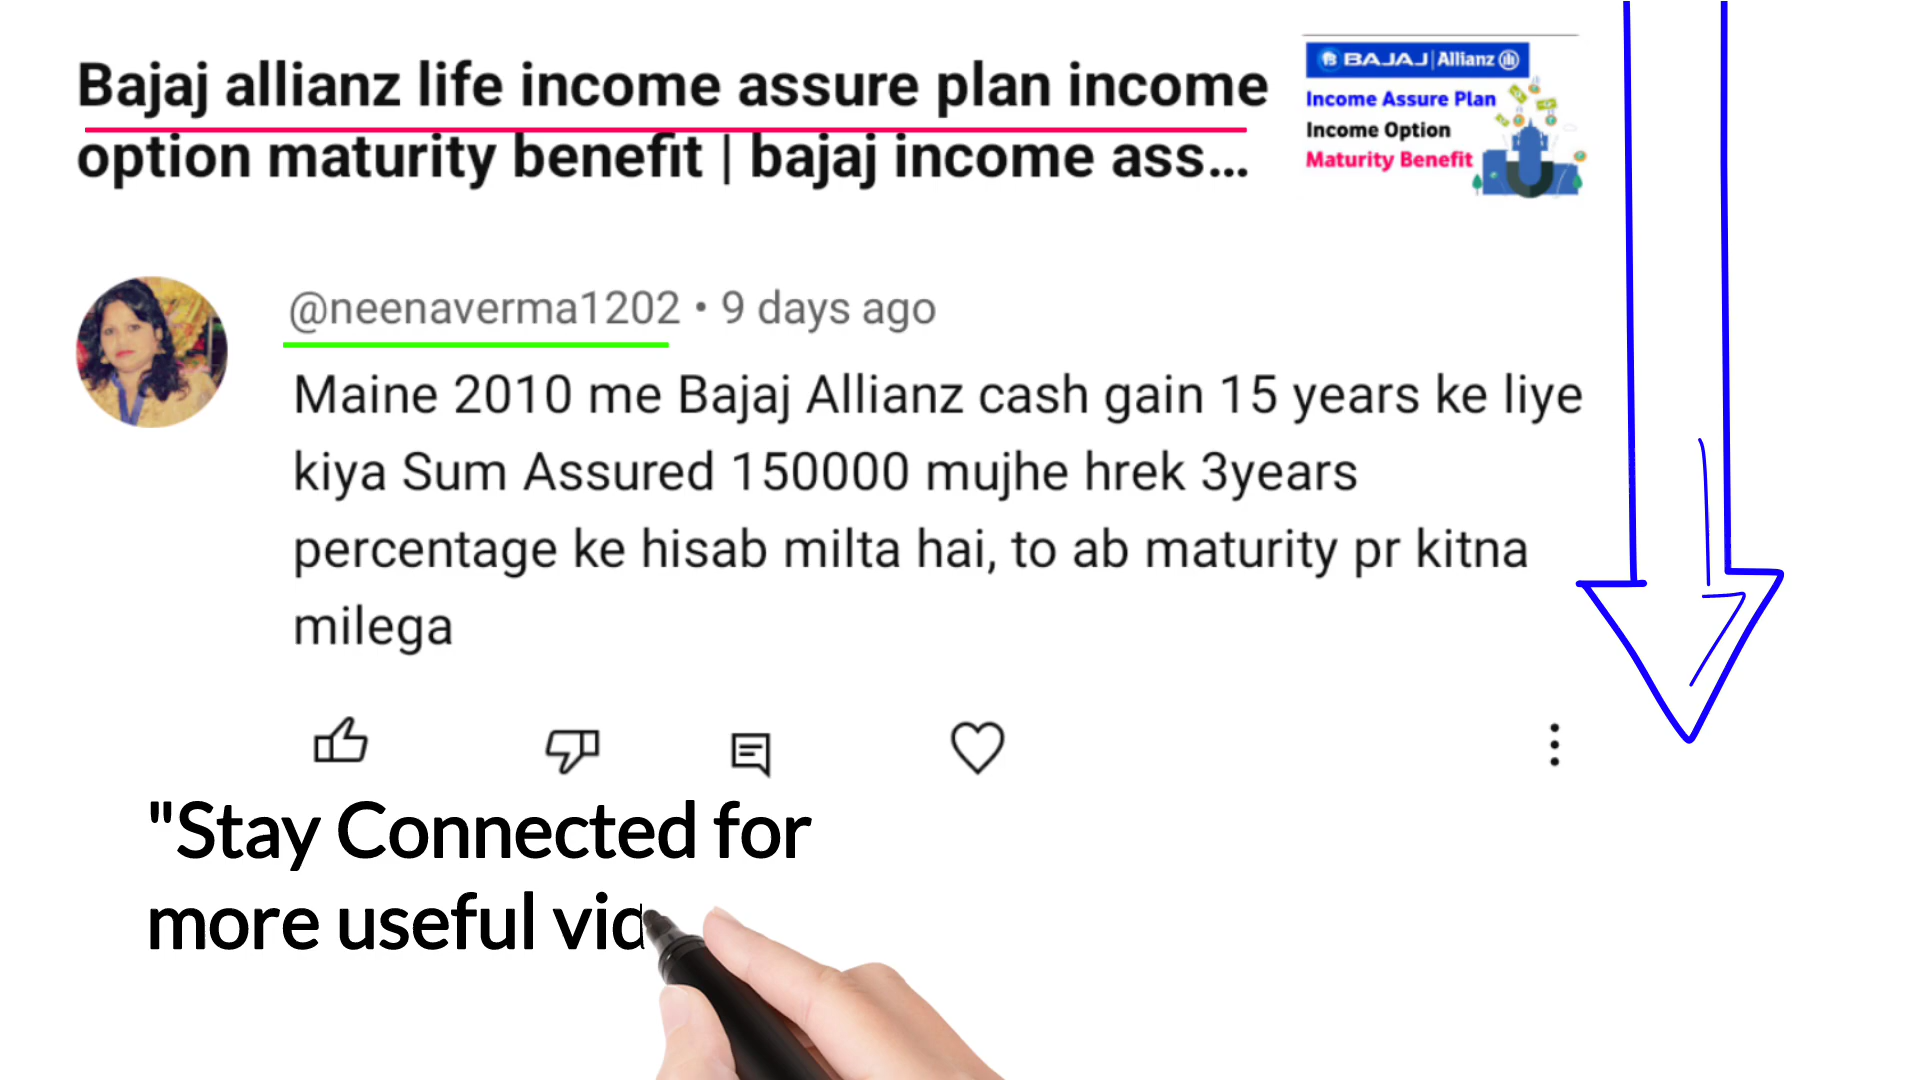 Bajaj allianz life income assure plan income
option maturity benefit | bajaj income ass...
BAJAJ | Allianz
Income Assure Plan
Income Option
Maturity Benefit
@neenaverma1202 • 9 days ago
Maine 2010 me Bajaj Allianz cash gain 15 years ke liye
kiya Sum Assured 150000 mujhe hrek 3years
percentage ke hisab milta hai, to ab maturity pr kitna
milega
"Stay Connected for
more useful vid